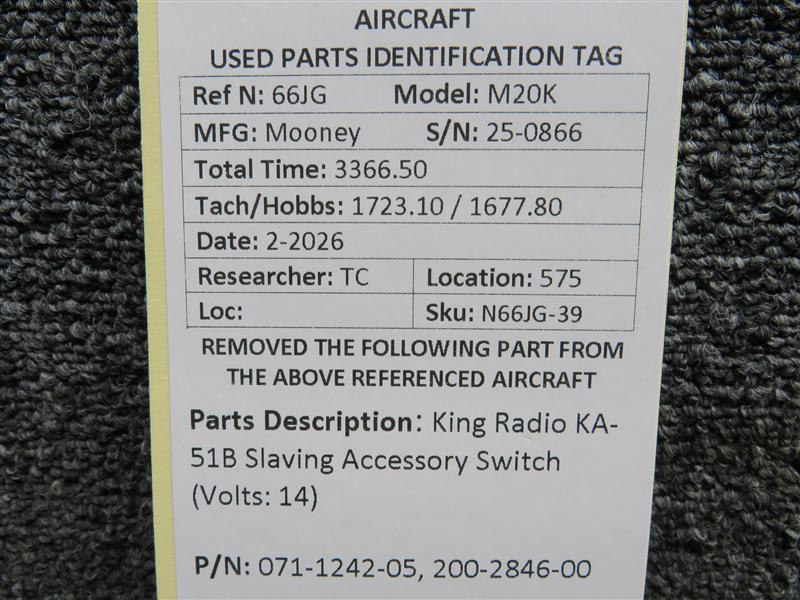 AIRCRAFT
USED PARTS IDENTIFICATION TAG
Ref N: 66JG Model: M20K
MFG: Mooney S/N: 25-0866
Total Time: 3366.50
Tach/Hobbs: 1723.10 / 1677.80
Date: 2-2026
Researcher: TC Location: 575
Loc: Sku: N66JG-39
REMOVED THE FOLLOWING PART FROM
THE ABOVE REFERENCED AIRCRAFT
Parts Description: King Radio KA-
51B Slaving Accessory Switch
(Volts: 14)
P/N: 071-1242-05, 200-2846-00